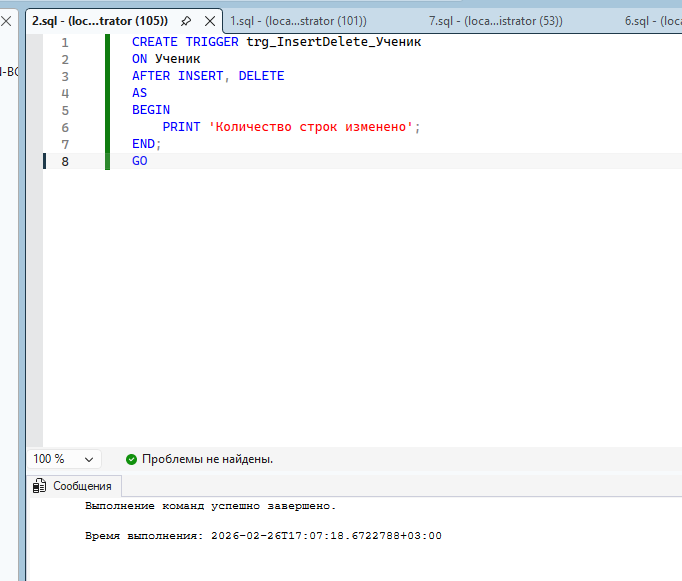 2.sql - (loc...trator (105))
1.sql - (loca...strator (101))
7.sql - (loca...istrator (53))
6.sql - (loca
1 CREATE TRIGGER trg_InsertDelete_Ученик
2 ON Ученик
3 AFTER INSERT, DELETE
4 AS
5 BEGIN
6 PRINT 'Количество строк изменено';
7 END;
8 GO
100 %
Проблемы не найдены.
Сообщения
Выполнение команд успешно завершено.
Время выполнения: 2026-02-26T17:07:18.6722788+03:00